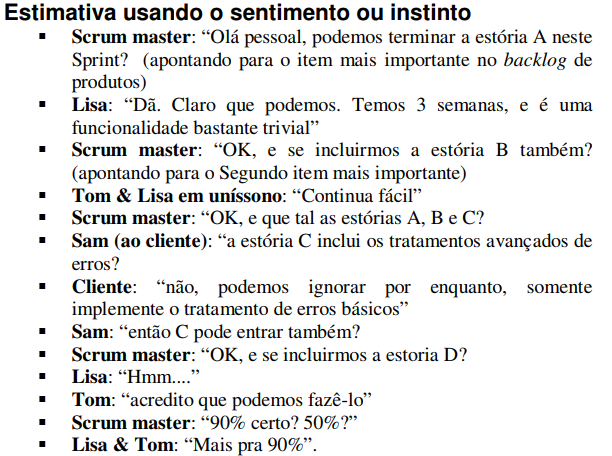 Estimativa usando o sentimento ou instinto
▪ Scrum master: “Olá pessoal, podemos terminar a estória A neste
Sprint? (apontando para o item mais importante no backlog de
produtos)
▪ Lisa: “Dã. Claro que podemos. Temos 3 semanas, e é uma
funcionalidade bastante trivial”
▪ Scrum master: “OK, e se incluirmos a estória B também?
(apontando para o Segundo item mais importante)
▪ Tom & Lisa em uníssono: “Continua fácil”
▪ Scrum master: “OK, e que tal as estórias A, B e C?
▪ Sam (ao cliente): “a estória C inclui os tratamentos avançados de
erros?
▪ Cliente: “não, podemos ignorar por enquanto, somente
implemente o tratamento de erros básicos”
▪ Sam: “então C pode entrar também?
▪ Scrum master: “OK, e se incluirmos a estoria D?
▪ Lisa: “Hmm....”
▪ Tom: “acredito que podemos fazê-lo”
▪ Scrum master: “90% certo? 50%?”
▪ Lisa & Tom: “Mais pra 90%”.